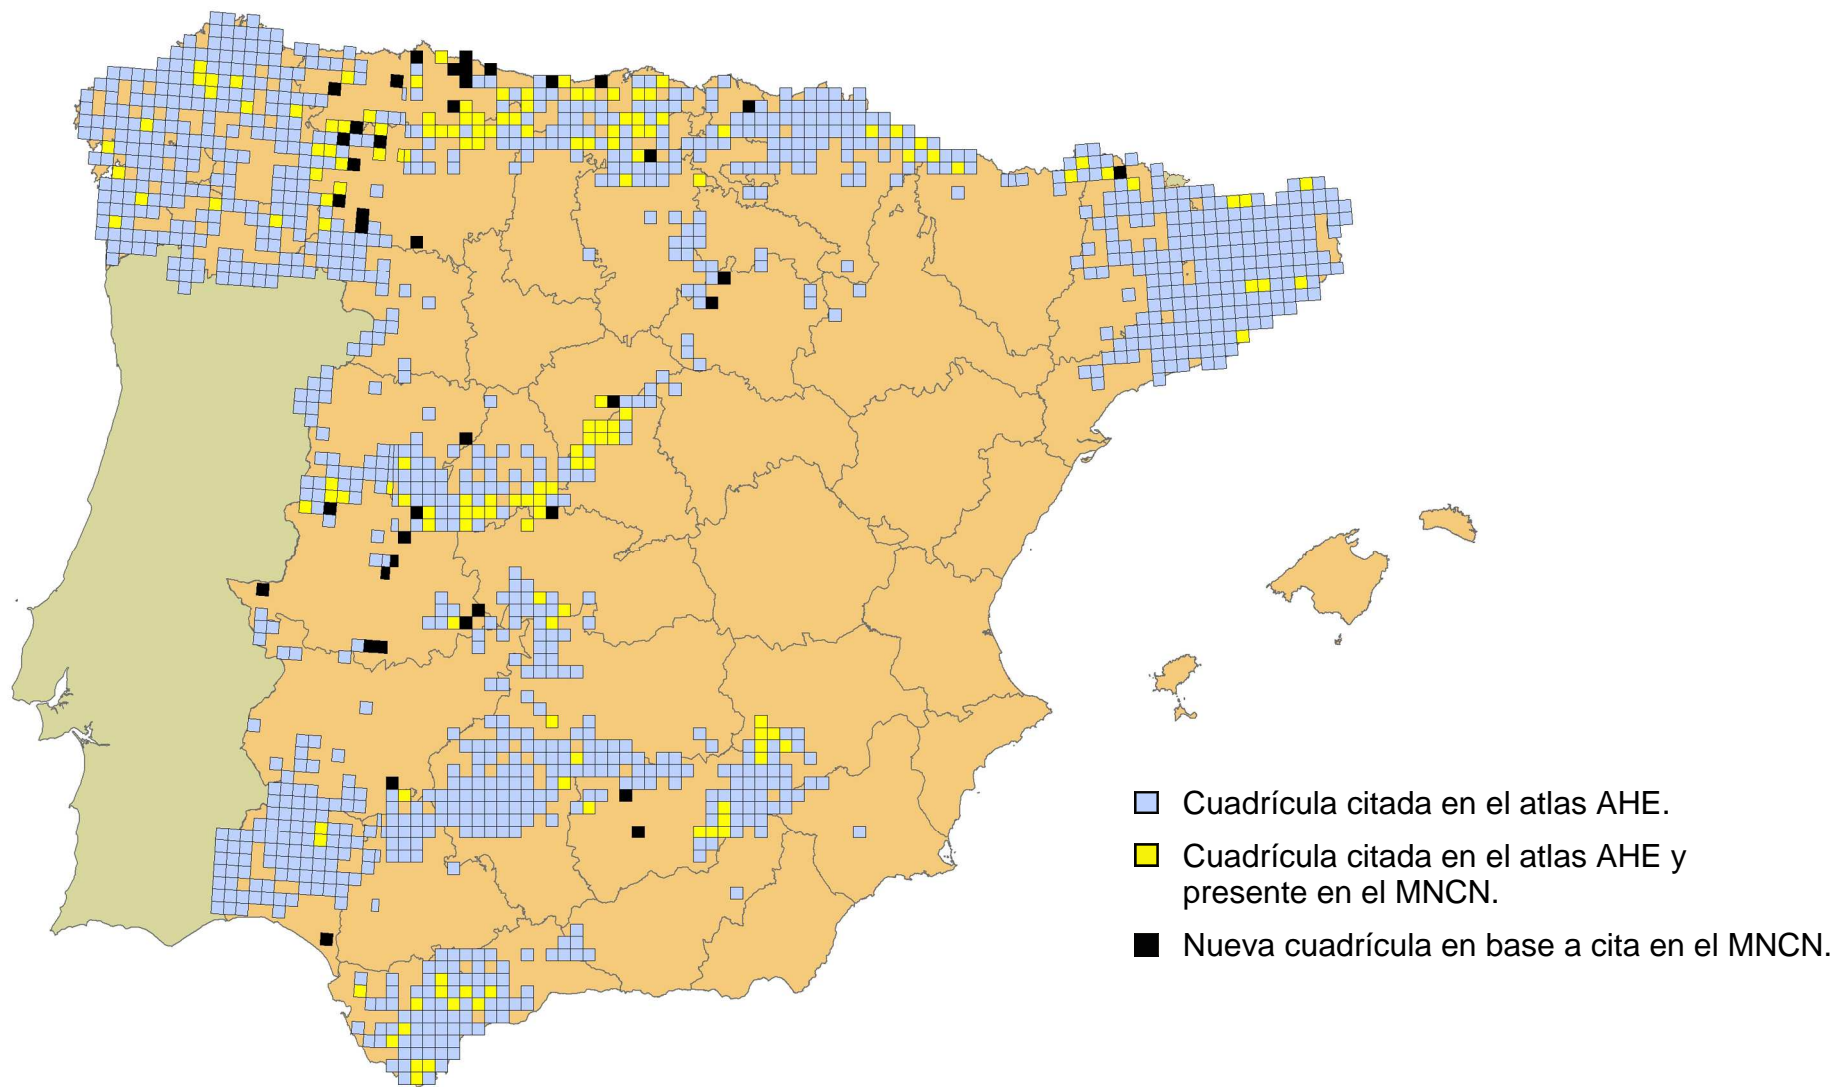 Cuadrícula citada en el atlas AHE.
Cuadrícula citada en el atlas AHE y
presente en el MNCN.
Nueva cuadrícula en base a cita en el MNCN.